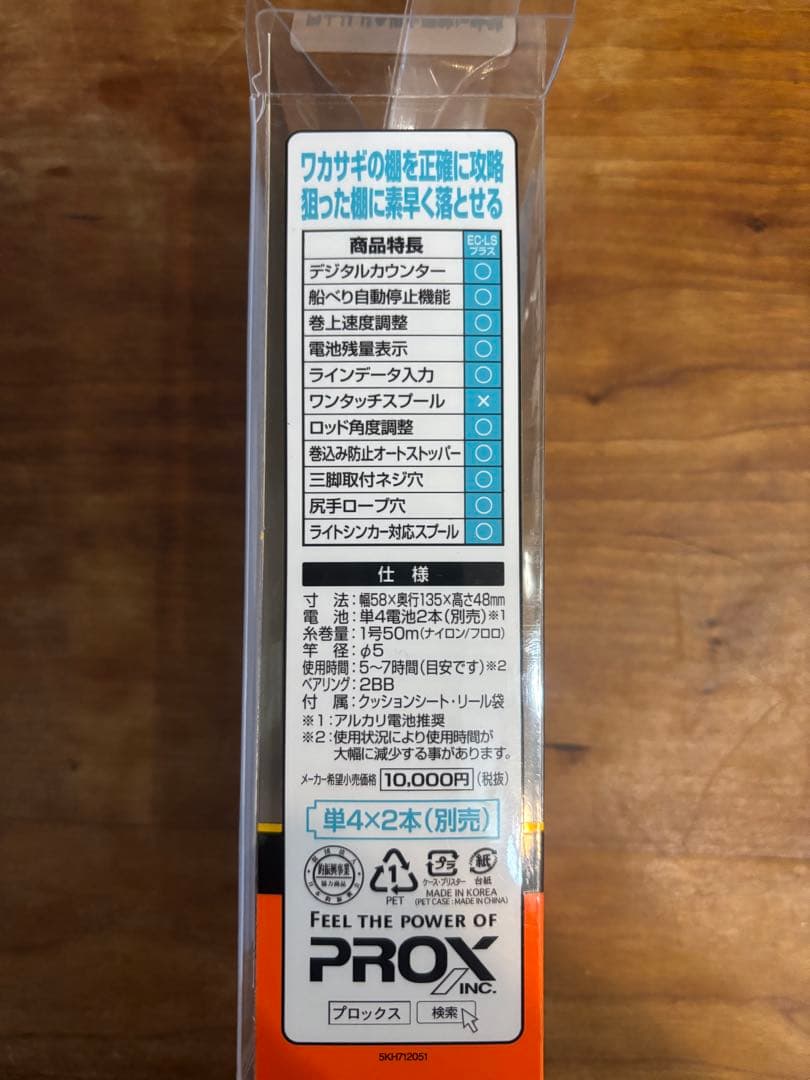 ワカサギの棚を正確に攻略
狙った棚に素早く落とせる
商品特長 EC-LS プラス
デジタルカウンター ○
船べり自動停止機能 ○
巻上速度調整 ○
電池残量表示 ○
ラインデータ入力 ○
ワンタッチスプール ×
ロッド角度調整 ○
巻込み防止オートストッパー ○
三脚取付ネジ穴 ○
尻手ロープ穴 ○
ライトシンカー対応スプール ○
仕様
寸法:幅58×奥行135×高さ48mm
電池:単4電池2本(別売)※1
糸巻量:1号50m(ナイロン/フロロ)
竿径:φ5
使用時間:5〜7時間(目安です)※2
ベアリング:2BB
付属:クッションシート・リール袋
※1:アルカリ電池推奨
※2:使用状況により使用時間が
大幅に減少する事があります。
メーカー希望小売価格 10,000円(税抜)
単4×2本(別売)
釣振興事業
協力商品
1 プラ 紙
PET ケース・ブリスター 台紙
MADE IN KOREA
(PET CASE : MADE IN CHINA)
FEEL THE POWER OF
PROX
INC.
プロックス 検索
5KH712051